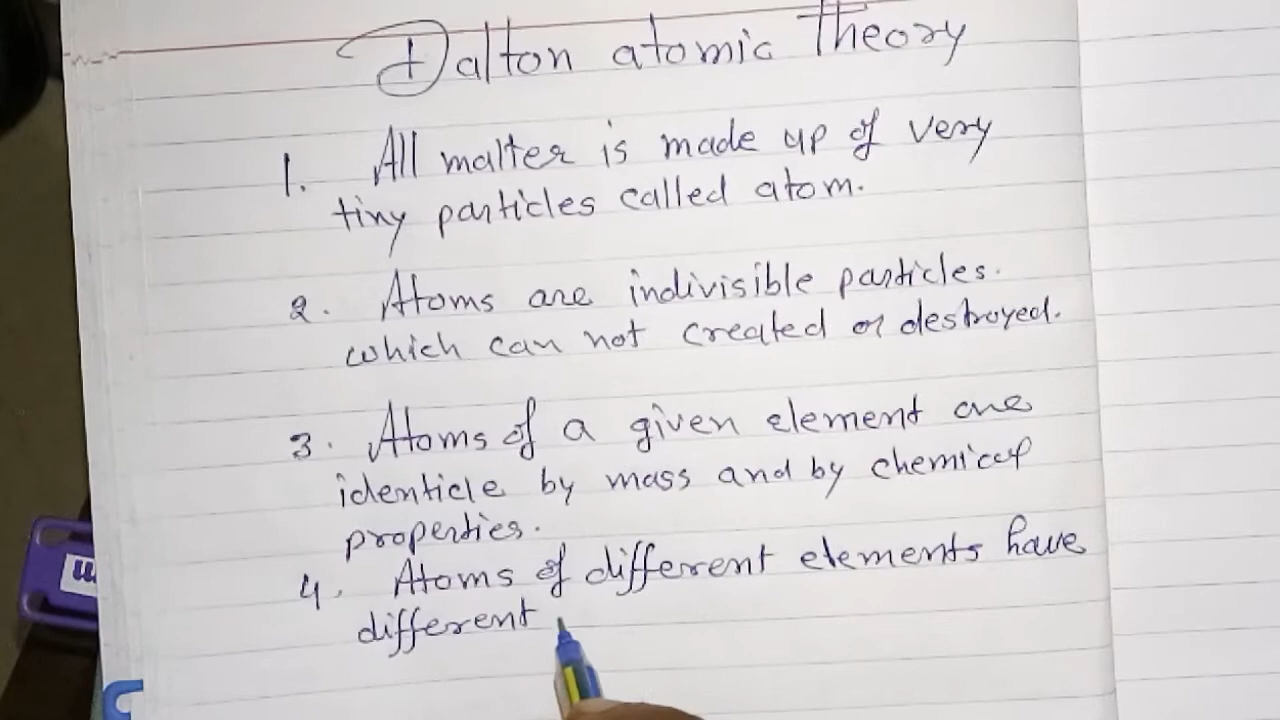 Dalton atomic Theory
1. All malter is made up of very
tiny particles called atom.
2. Atoms are indivisible particles.
which can not created or destroyed.
3. Atoms of a given element are
identicle by mass and by chemical
properties.
4. Atoms of different elements have
different